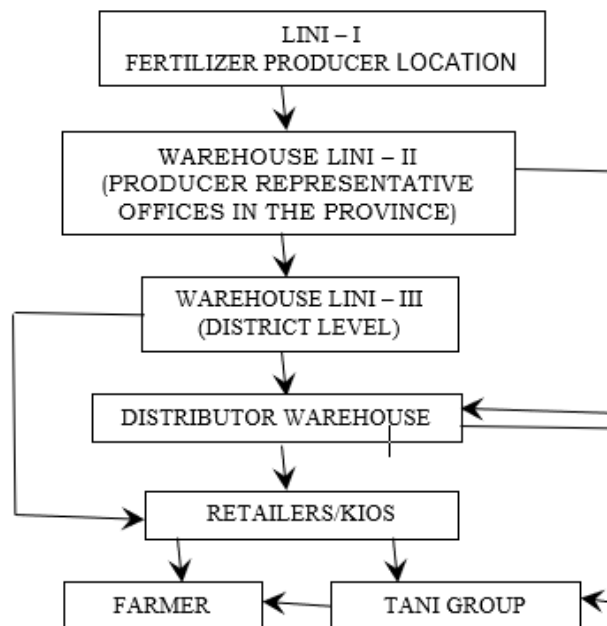 LINI – I
FERTILIZER PRODUCER LOCATION
WAREHOUSE LINI – II
(PRODUCER REPRESENTATIVE
OFFICES IN THE PROVINCE)
WAREHOUSE LINI – III
(DISTRICT LEVEL)
DISTRIBUTOR WAREHOUSE
RETAILERS/KIOS
FARMER
TANI GROUP